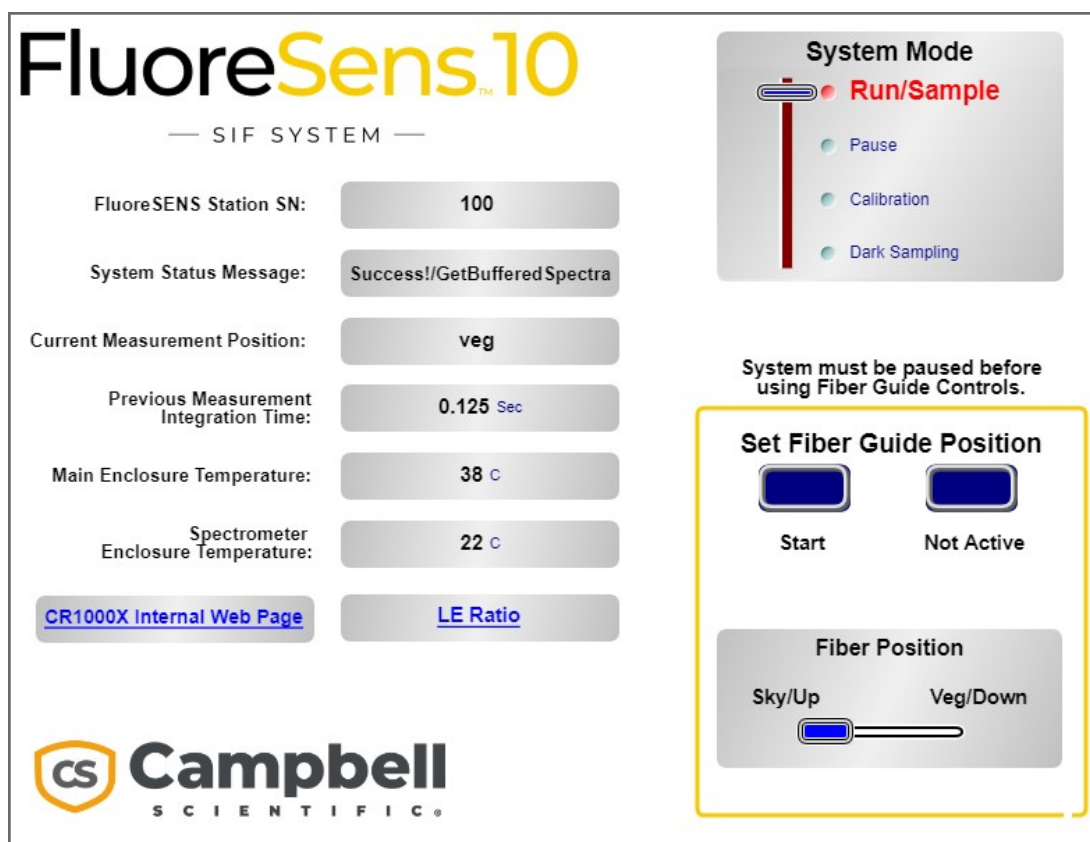 FluoreSens™10
— SIF SYSTEM —
FluoreSENS Station SN:
100
System Status Message:
Success!/GetBufferedSpectra
Current Measurement Position:
veg
Previous Measurement
Integration Time:
0.125 Sec
Main Enclosure Temperature:
38 C
Spectrometer
Enclosure Temperature:
22 C
CR1000X Internal Web Page
LE Ratio
CS Campbell
SCIENTIFIC®
System Mode
Run/Sample
Pause
Calibration
Dark Sampling
System must be paused before
using Fiber Guide Controls.
Set Fiber Guide Position
Start
Not Active
Fiber Position
Sky/Up
Veg/Down